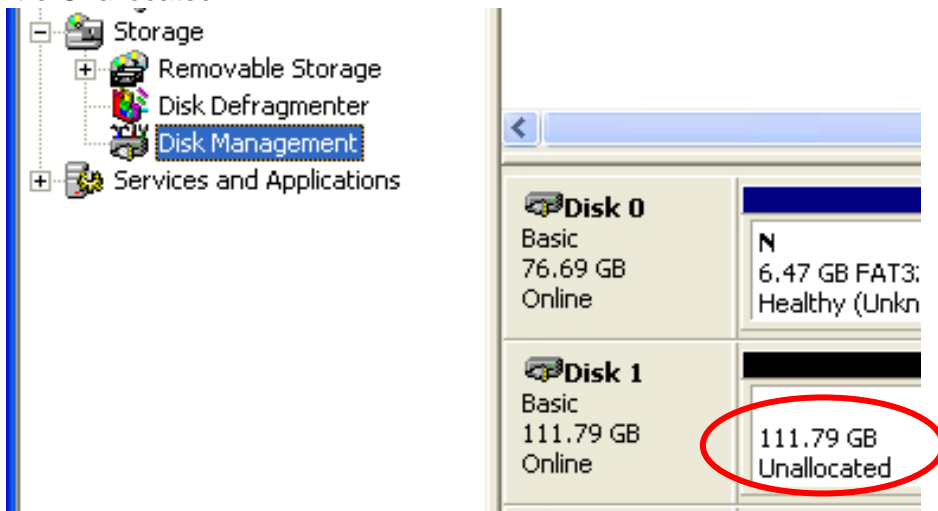 Storage
Removable Storage
Disk Defragmenter
Disk Management
Services and Applications
Disk 0
Basic
76.69 GB
Online
N
6.47 GB FAT32
Healthy (Unkn
Disk 1
Basic
111.79 GB
Online
111.79 GB
Unallocated